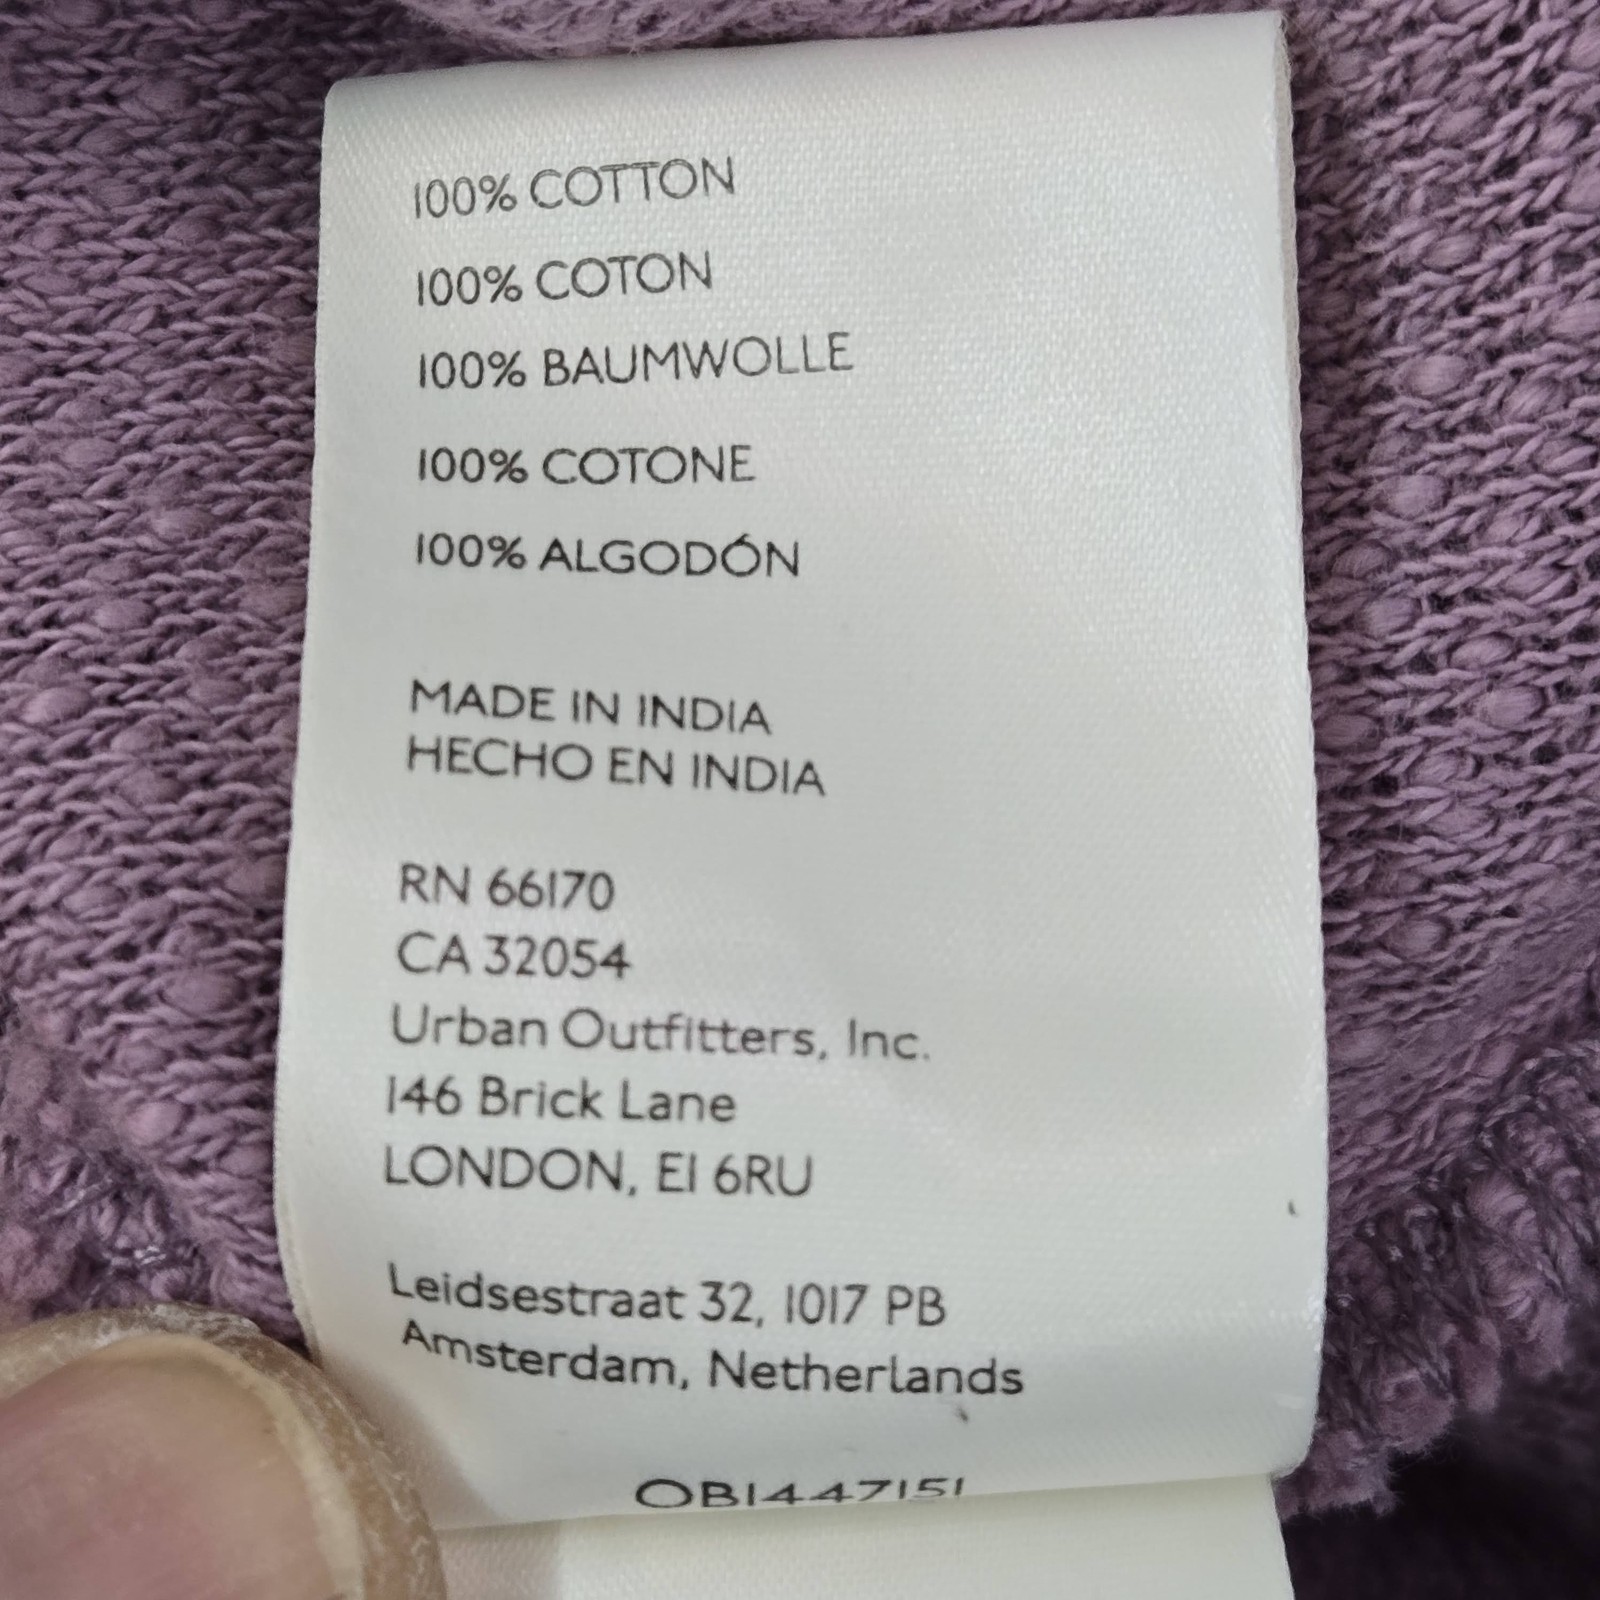 100% COTTON
100% COTON
100% BAUMWOLLE
100% COTONE
100% ALGODÓN
MADE IN INDIA
HECHO EN INDIA
RN 66170
CA 32054
Urban Outfitters, Inc.
146 Brick Lane
LONDON, E1 6RU
Leidsestraat 32, 1017 PB
Amsterdam, Netherlands
OB1447151